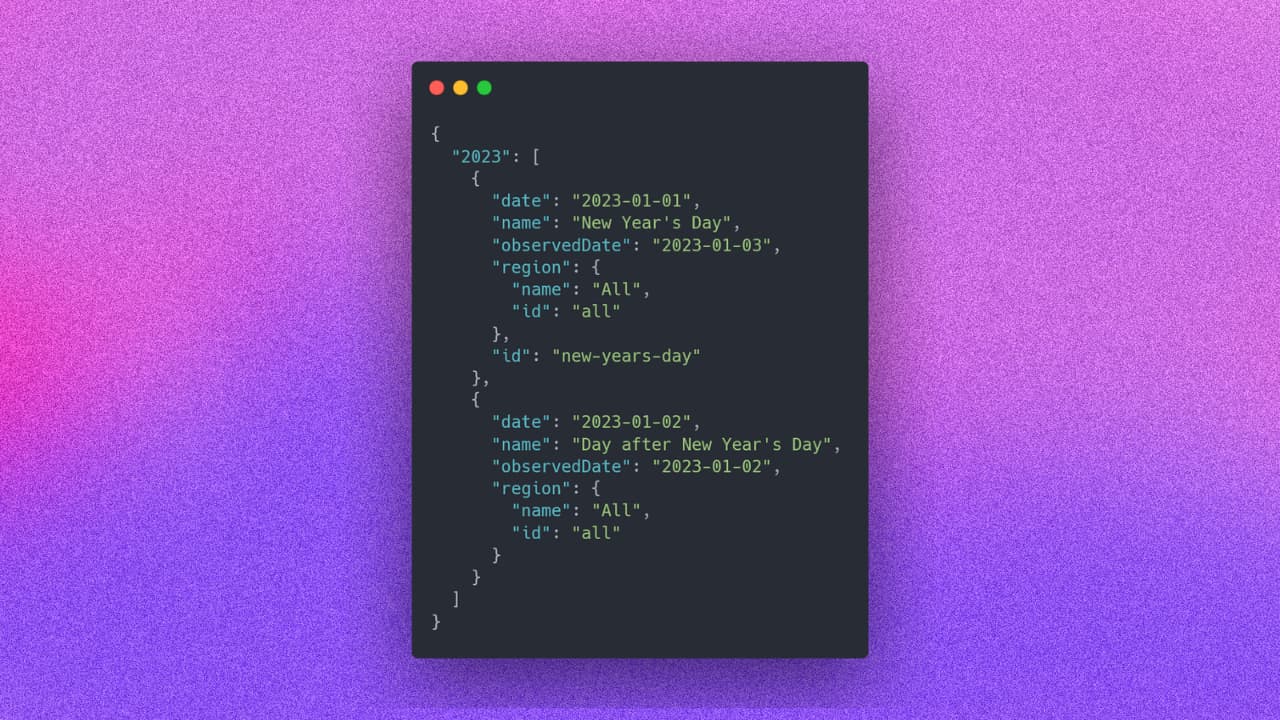 {
  "2023": [
    {
      "date": "2023-01-01",
      "name": "New Year's Day",
      "observedDate": "2023-01-03",
      "region": {
        "name": "All",
        "id": "all"
      },
      "id": "new-years-day"
    },
    {
      "date": "2023-01-02",
      "name": "Day after New Year's Day",
      "observedDate": "2023-01-02",
      "region": {
        "name": "All",
        "id": "all"
      }
    }
  ]
}